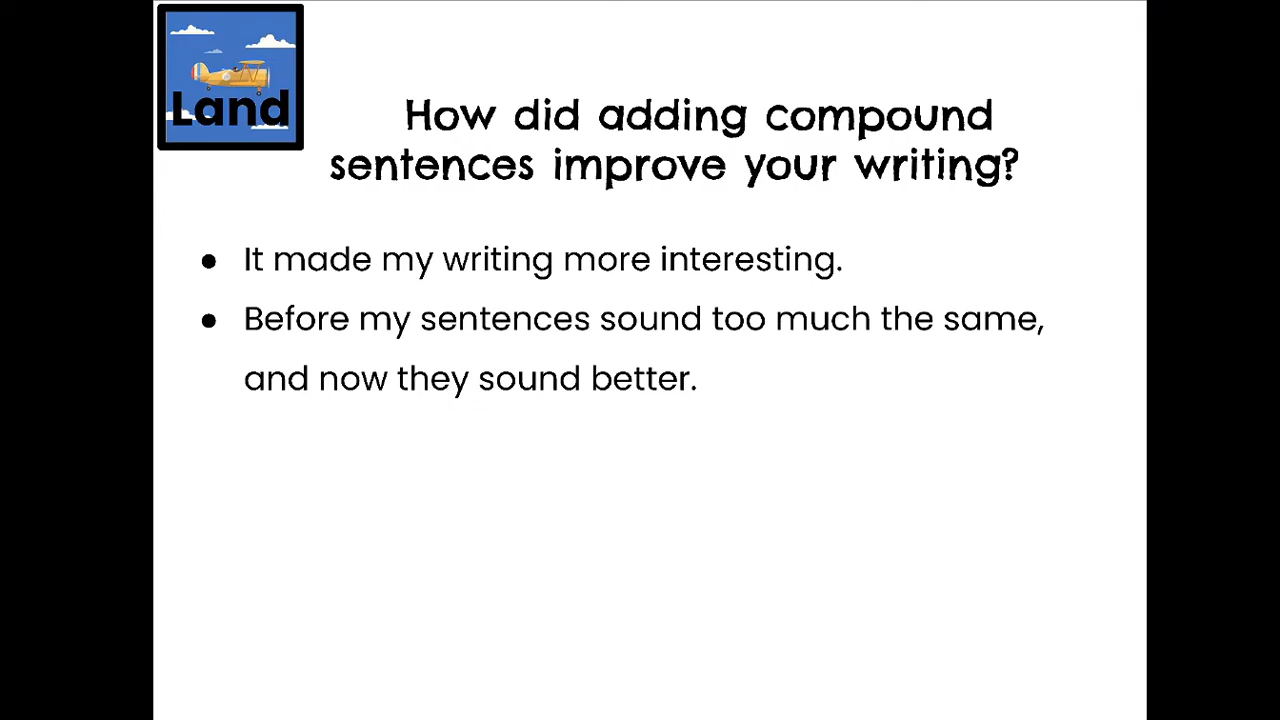 Land
How did adding compound
sentences improve your writing?
● It made my writing more interesting.
● Before my sentences sound too much the same,
and now they sound better.